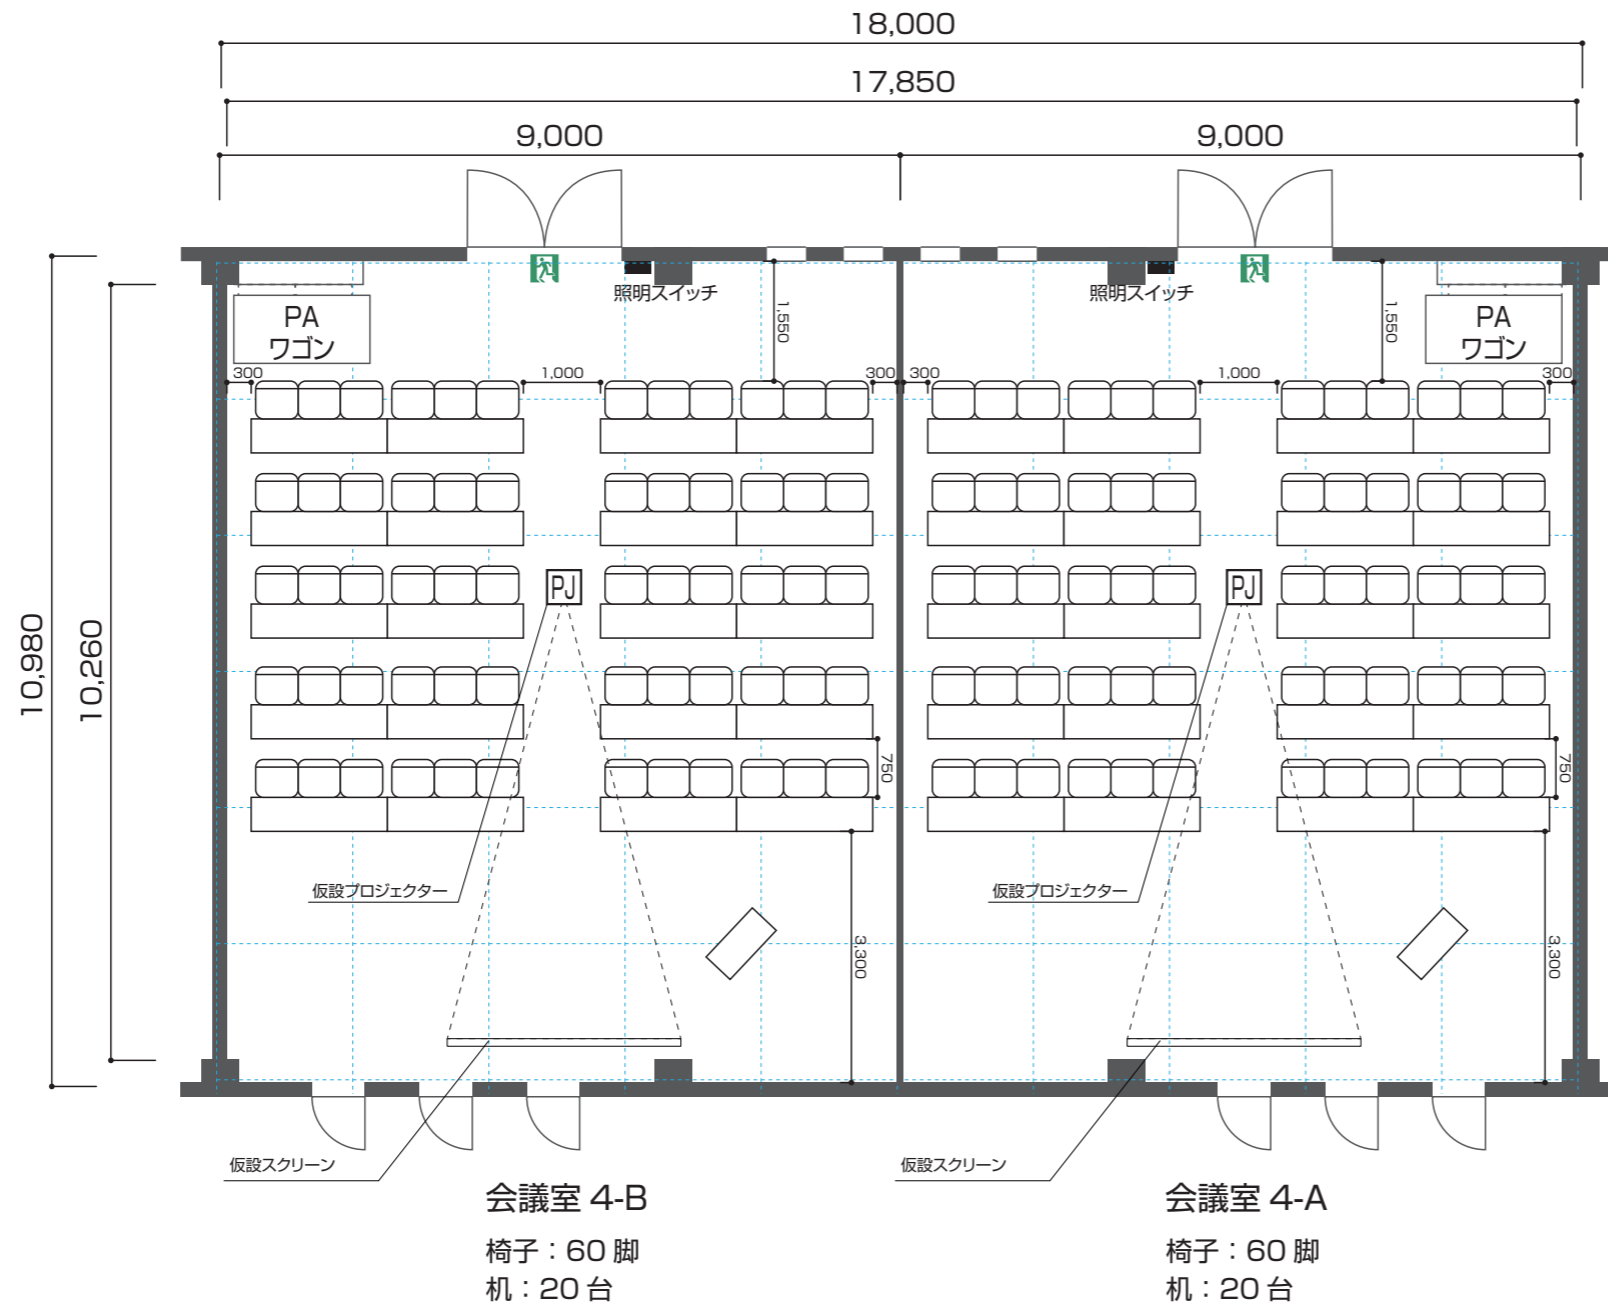 18,000
17,850
9,000
9,000
照明スイッチ
照明スイッチ
PA
ワゴン
1,550
1,550
PA
ワゴン
300
1,000
300
300
1,000
300
10,980
10,260
PJ
PJ
750
750
仮設プロジェクター
仮設プロジェクター
3,300
3,300
仮設スクリーン
仮設スクリーン
会議室 4-B
椅子：60 脚
机：20 台
会議室 4-A
椅子：60 脚
机：20 台